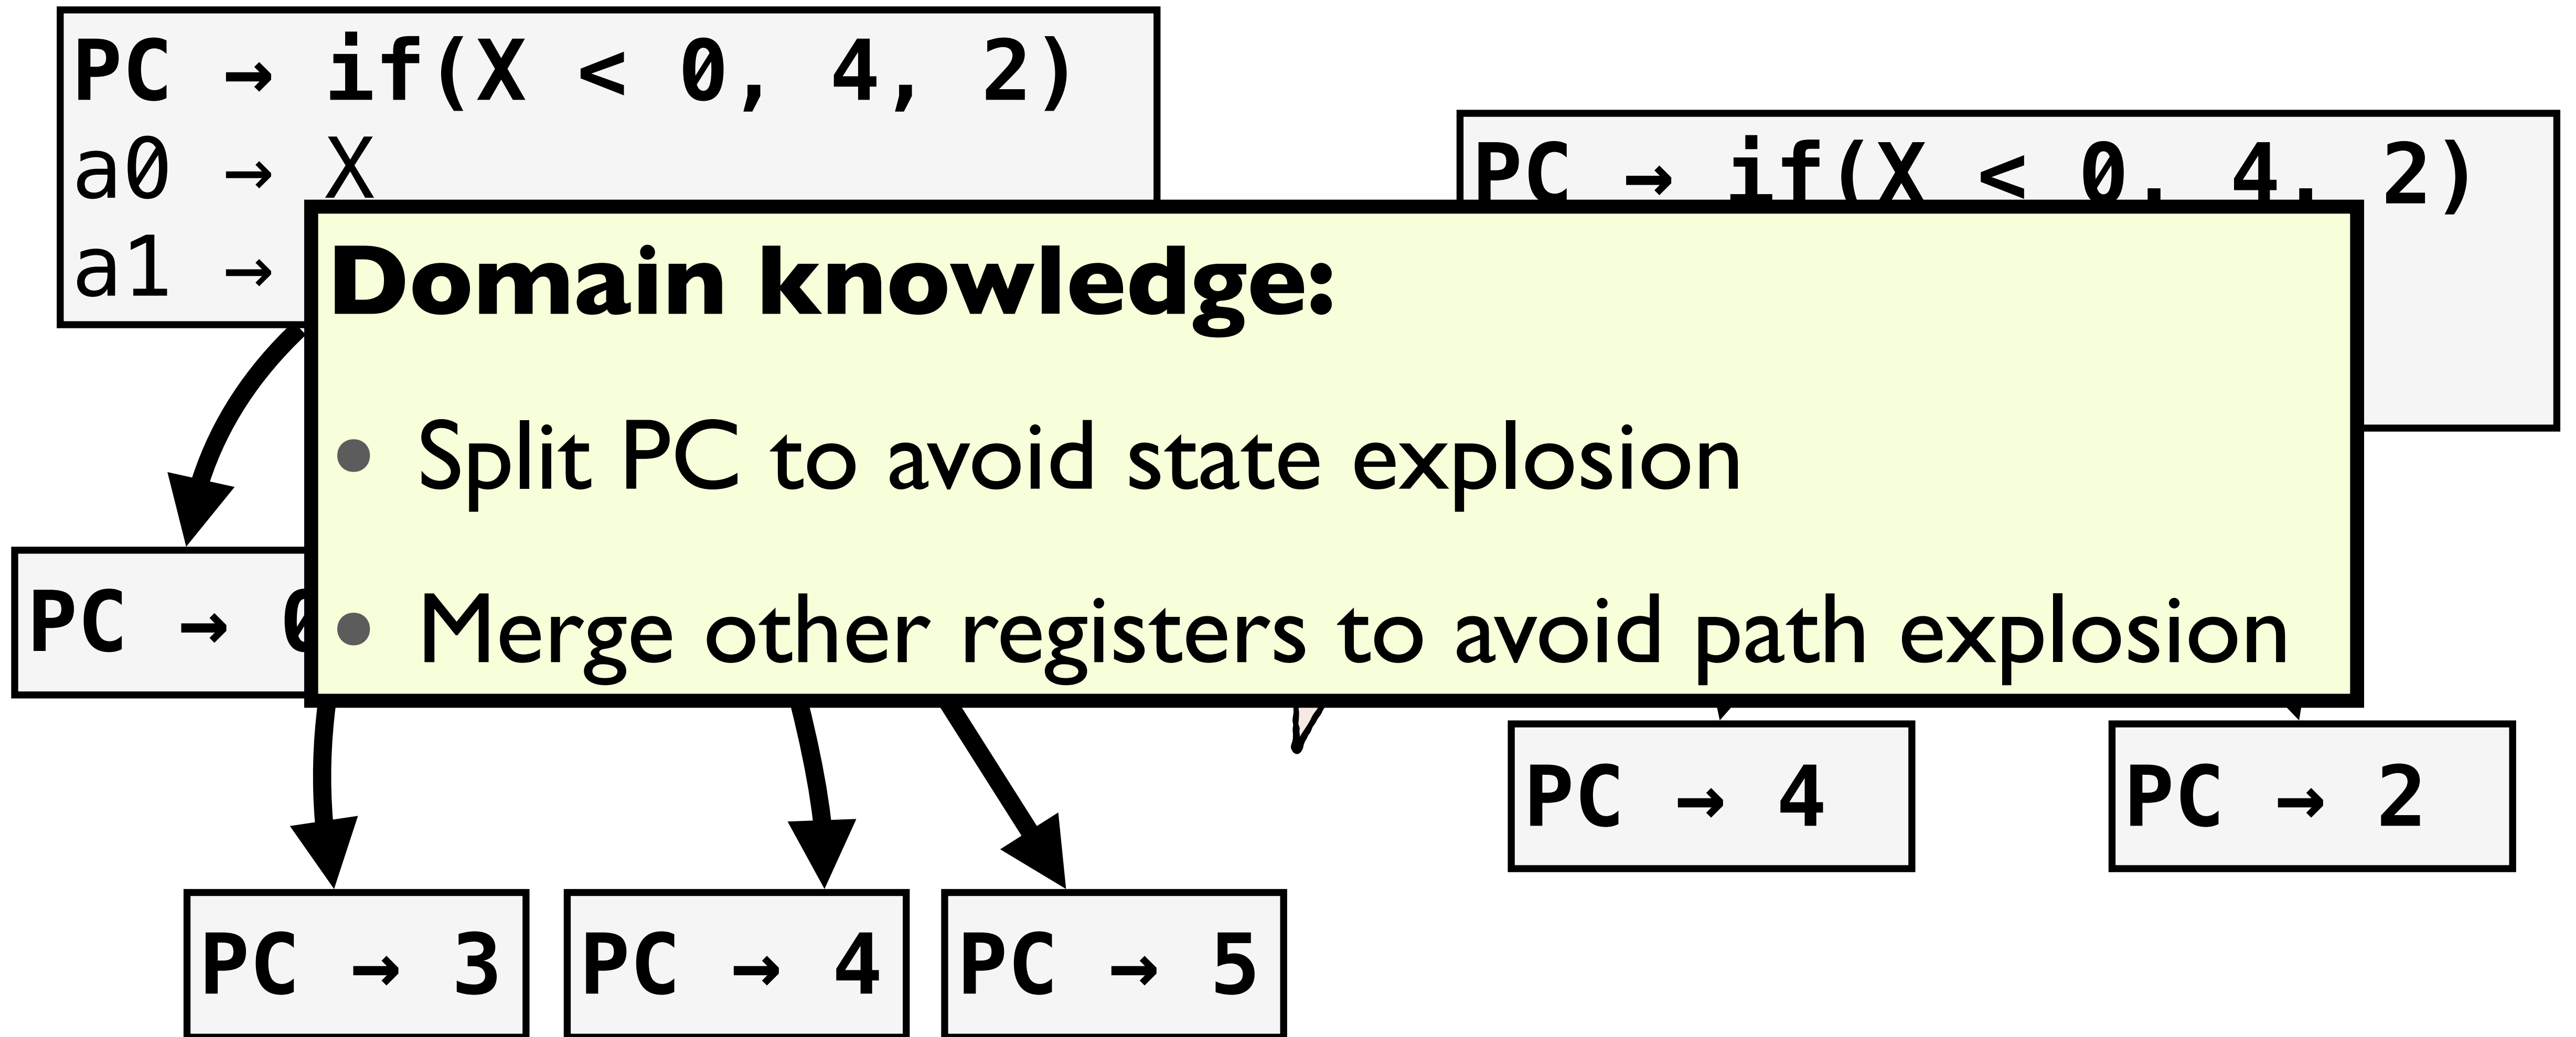 PC → if(X < 0, 4, 2)
a0 → X
a1 →
PC → if(X < 0, 4, 2)
Domain knowledge:
• Split PC to avoid state explosion
• Merge other registers to avoid path explosion
PC → 0
PC → 4
PC → 2
PC → 3
PC → 4
PC → 5